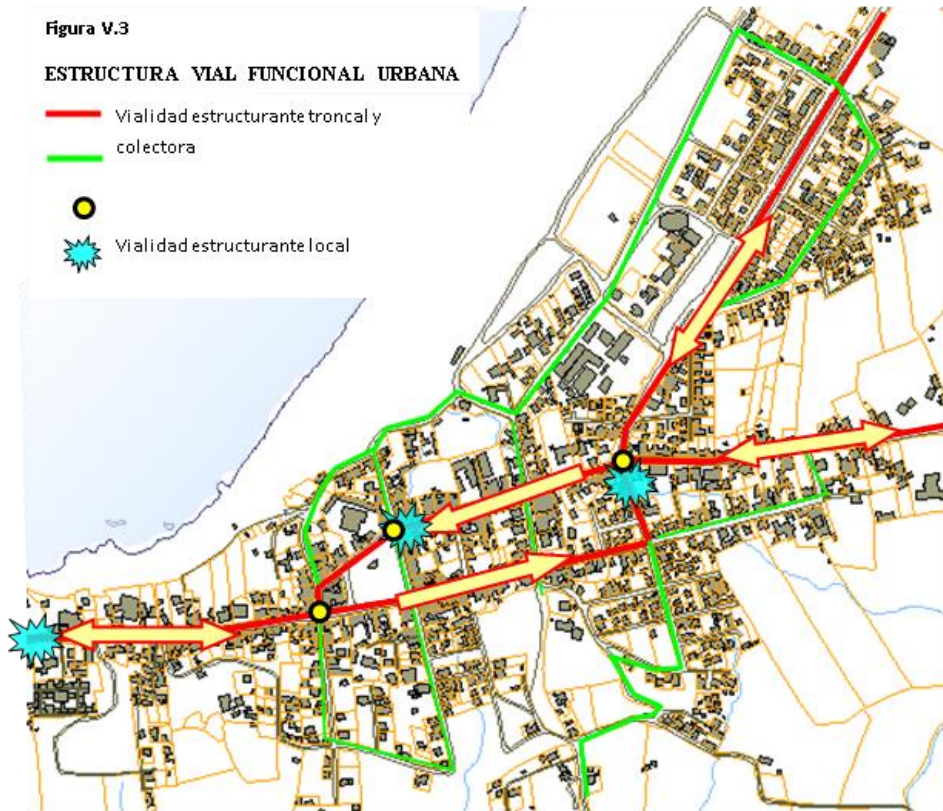 Figura V.3
ESTRUCTURA VIAL FUNCIONAL URBANA
Vialidad estructurante troncal y
colectora
Vialidad estructurante local